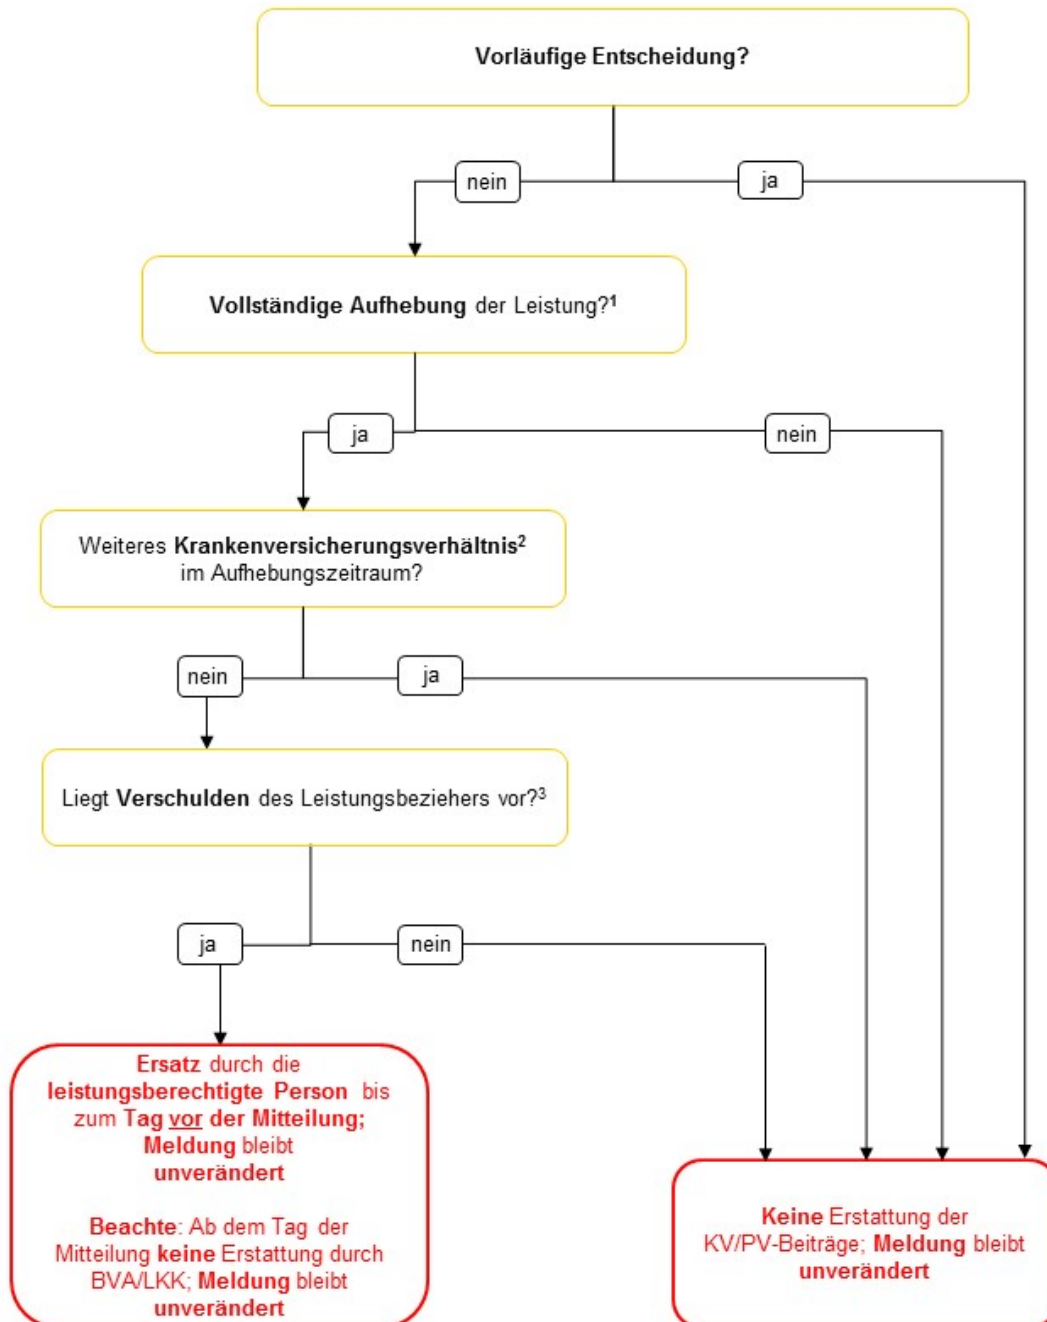 Vorläufige Entscheidung?
nein
ja
Vollständige Aufhebung der Leistung?¹
ja
nein
Weiteres Krankenversicherungsverhältnis²
im Aufhebungszeitraum?
nein
ja
Liegt Verschulden des Leistungsbeziehers vor?³
ja
nein
Ersatz durch die
leistungsberechtigte Person bis
zum Tag vor der Mitteilung;
Meldung bleibt
unverändert
Beachte: Ab dem Tag der
Mitteilung keine Erstattung durch
BVA/LKK; Meldung bleibt
unverändert
Keine Erstattung der
KV/PV-Beiträge; Meldung bleibt
unverändert